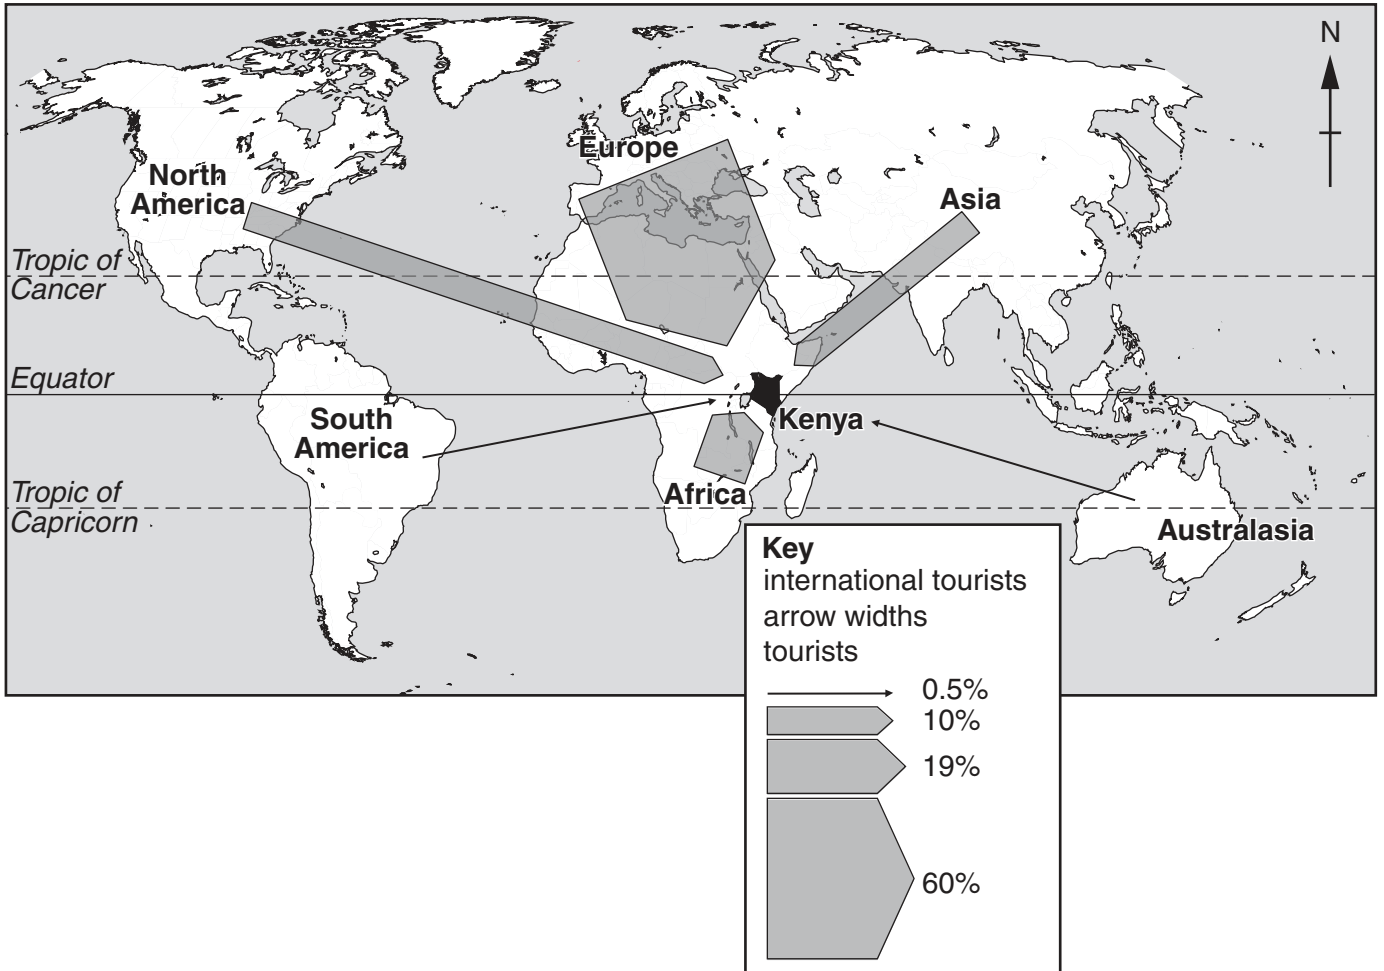 N
Europe
North
America
Asia
Tropic of
Cancer
Equator
South
America
Kenya
Tropic of
Capricorn
Africa
Australasia
Key
international tourists
arrow widths
tourists
0.5%
10%
19%
60%